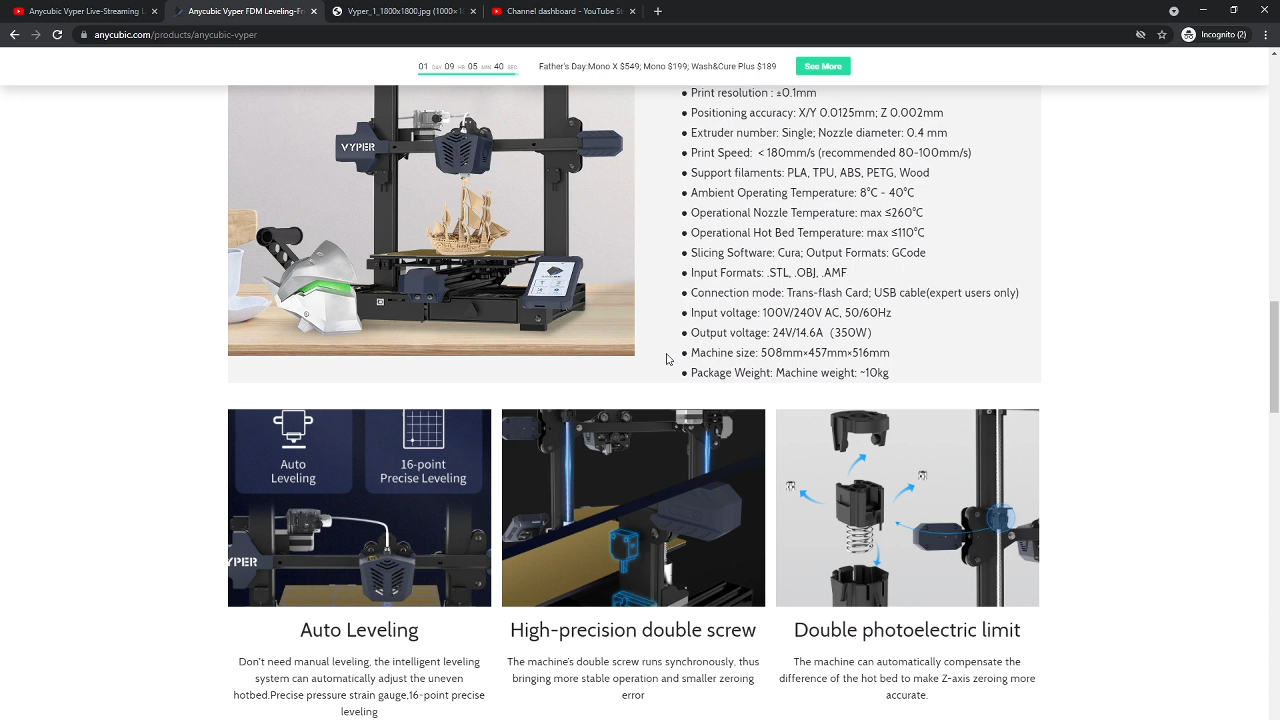 Anycubic Vyper Live-Streaming L
Anycubic Vyper FDM Leveling-Fr
Vyper_1_1800x1800.jpg (1000×1
Channel dashboard - YouTube St
anycubic.com/products/anycubic-vyper
Incognito (2)
01 DAY 09 HR 05 MIN 40 SEC
Father's Day:Mono X $549; Mono $199; Wash&Cure Plus $189
See More
● Print resolution : ±0.1mm
● Positioning accuracy: X/Y 0.0125mm; Z 0.002mm
● Extruder number: Single; Nozzle diameter: 0.4 mm
● Print Speed: < 180mm/s (recommended 80-100mm/s)
● Support filaments: PLA, TPU, ABS, PETG, Wood
● Ambient Operating Temperature: 8°C - 40°C
● Operational Nozzle Temperature: max ≤260°C
● Operational Hot Bed Temperature: max ≤110°C
● Slicing Software: Cura; Output Formats: GCode
● Input Formats: .STL, .OBJ, .AMF
● Connection mode: Trans-flash Card; USB cable(expert users only)
● Input voltage: 100V/240V AC, 50/60Hz
● Output voltage: 24V/14.6A（350W）
● Machine size: 508mm×457mm×516mm
● Package Weight: Machine weight: ~10kg
VYPER
Auto
Leveling
16-point
Precise Leveling
YPER
Auto Leveling
Don't need manual leveling, the intelligent leveling
system can automatically adjust the uneven
hotbed.Precise pressure strain gauge,16-point precise
leveling
High-precision double screw
The machine's double screw runs synchronously, thus
bringing more stable operation and smaller zeroing
error
Double photoelectric limit
The machine can automatically compensate the
difference of the hot bed to make Z-axis zeroing more
accurate.